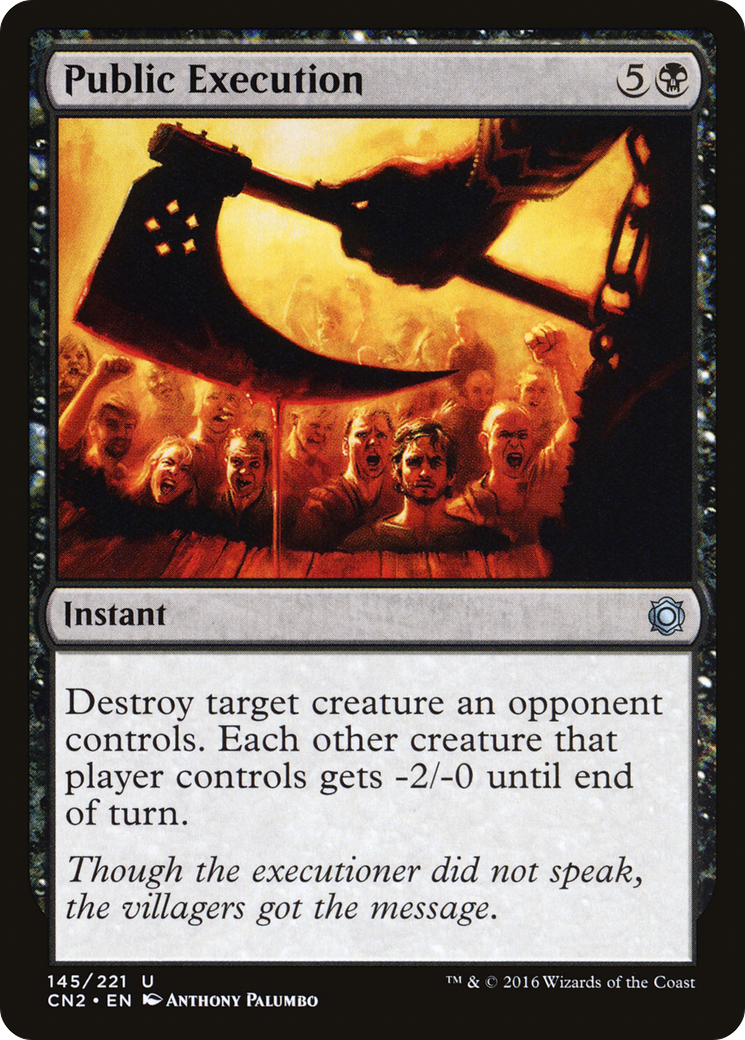 Public Execution 5
Instant
Destroy target creature an opponent
controls. Each other creature that
player controls gets -2/-0 until end
of turn.
Though the executioner did not speak,
the villagers got the message.
145/221 U
™ & © 2016 Wizards of the Coast
CN2 • EN Anthony Palumbo